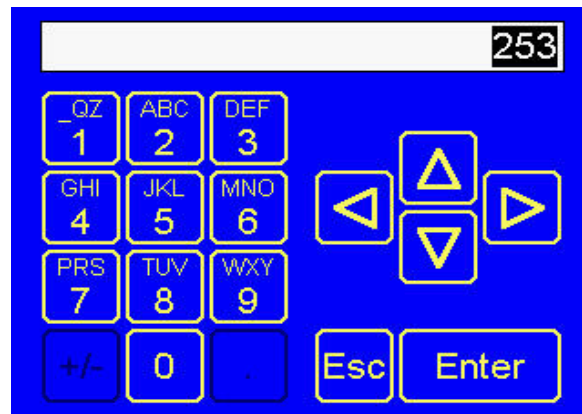 253
_QZ ABC DEF
1 2 3
GHI JKL MNO
4 5 6
PRS TUV WXY
7 8 9
+/- 0 . Esc Enter